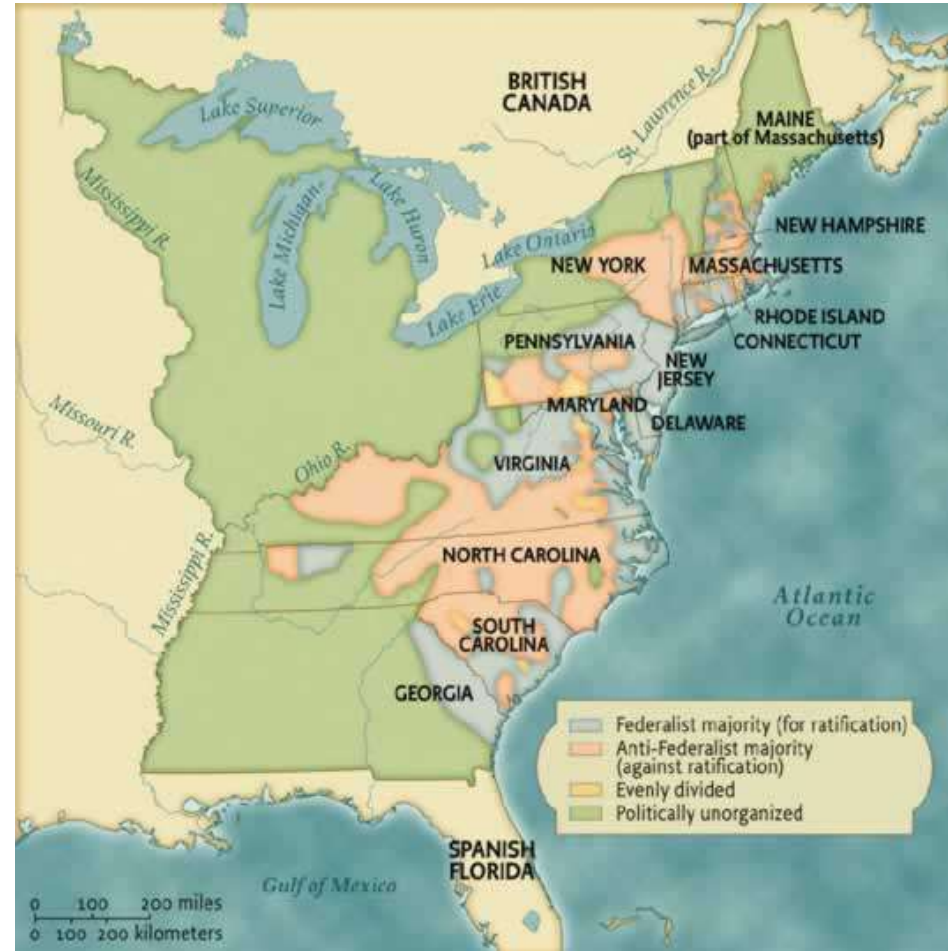 BRITISH
CANADA
Lake Superior
St. Lawrence R.
MAINE
(part of Massachusetts)
Mississippi R.
Lake Michigan
Lake Huron
Lake Ontario
NEW HAMPSHIRE
NEW YORK
MASSACHUSETTS
Lake Erie
RHODE ISLAND
CONNECTICUT
PENNSYLVANIA
NEW
JERSEY
MARYLAND
DELAWARE
Missouri R.
Ohio R.
VIRGINIA
Mississippi R.
NORTH CAROLINA
Atlantic
Ocean
SOUTH
CAROLINA
GEORGIA
Federalist majority (for ratification)
Anti-Federalist majority
(against ratification)
Evenly divided
Politically unorganized
SPANISH
FLORIDA
Gulf of Mexico
0 100 200 miles
0 100 200 kilometers